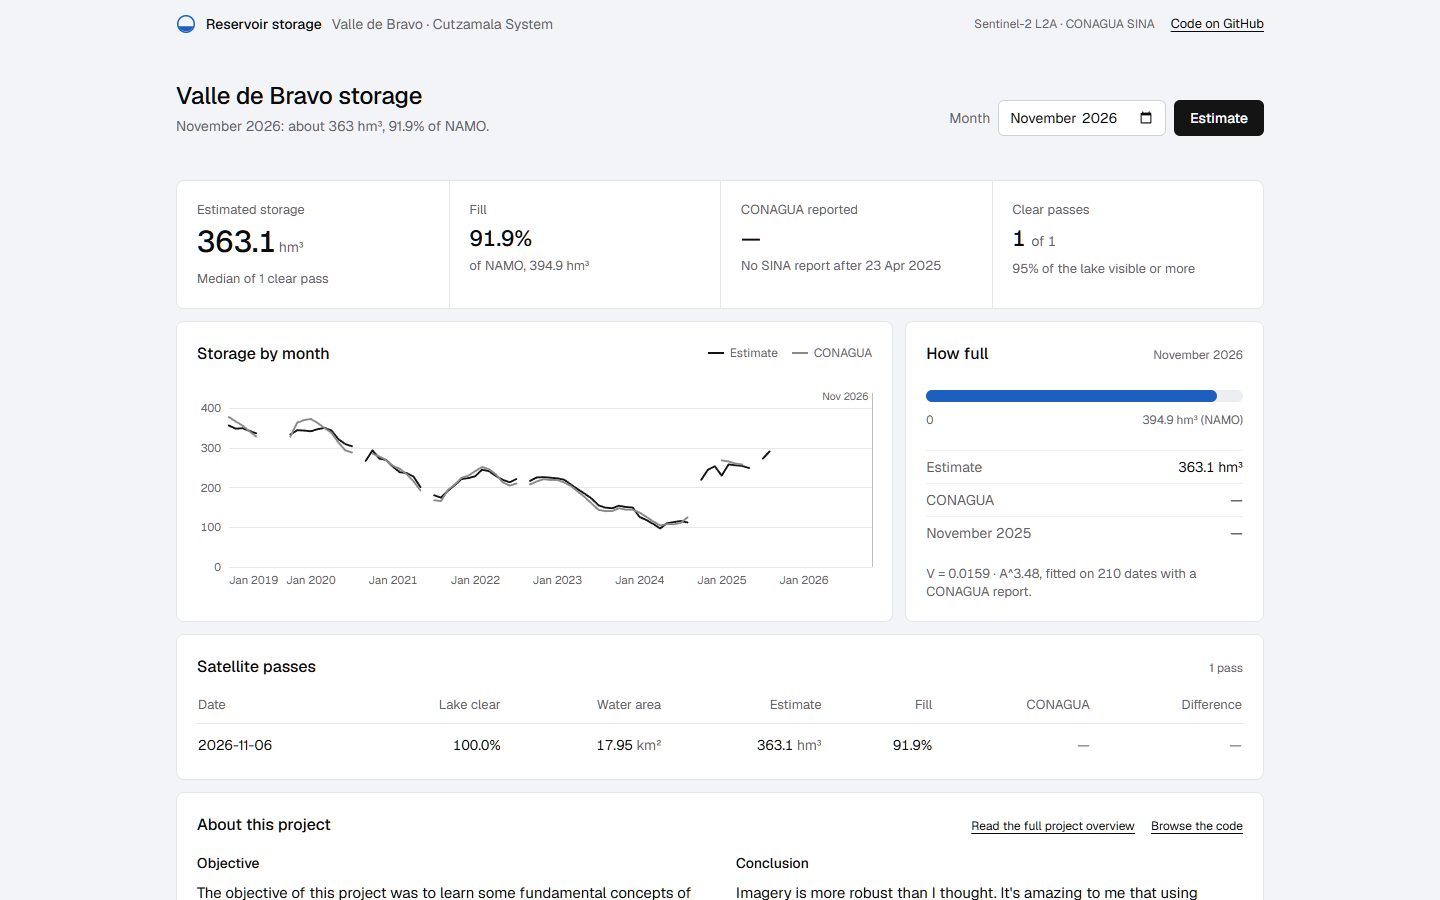 Reservoir storage Valle de Bravo · Cutzamala System
Sentinel-2 L2A · CONAGUA SINA Code on GitHub
Valle de Bravo storage
November 2026: about 363 hm³, 91.9% of NAMO.
Month November 2026 Estimate
Estimated storage
363.1 hm³
Median of 1 clear pass
Fill
91.9%
of NAMO, 394.9 hm³
CONAGUA reported
—
No SINA report after 23 Apr 2025
Clear passes
1 of 1
95% of the lake visible or more
Storage by month
Estimate CONAGUA
Nov 2026
400
300
200
100
0
Jan 2019 Jan 2020 Jan 2021 Jan 2022 Jan 2023 Jan 2024 Jan 2025 Jan 2026
How full November 2026
0 394.9 hm³ (NAMO)
Estimate 363.1 hm³
CONAGUA —
November 2025 —
V = 0.0159 · A^3.48, fitted on 210 dates with a
CONAGUA report.
Satellite passes 1 pass
Date Lake clear Water area Estimate Fill CONAGUA Difference
2026-11-06 100.0% 17.95 km² 363.1 hm³ 91.9% — —
About this project Read the full project overview Browse the code
Objective
The objective of this project was to learn some fundamental concepts of
Conclusion
Imagery is more robust than I thought. It's amazing to me that using